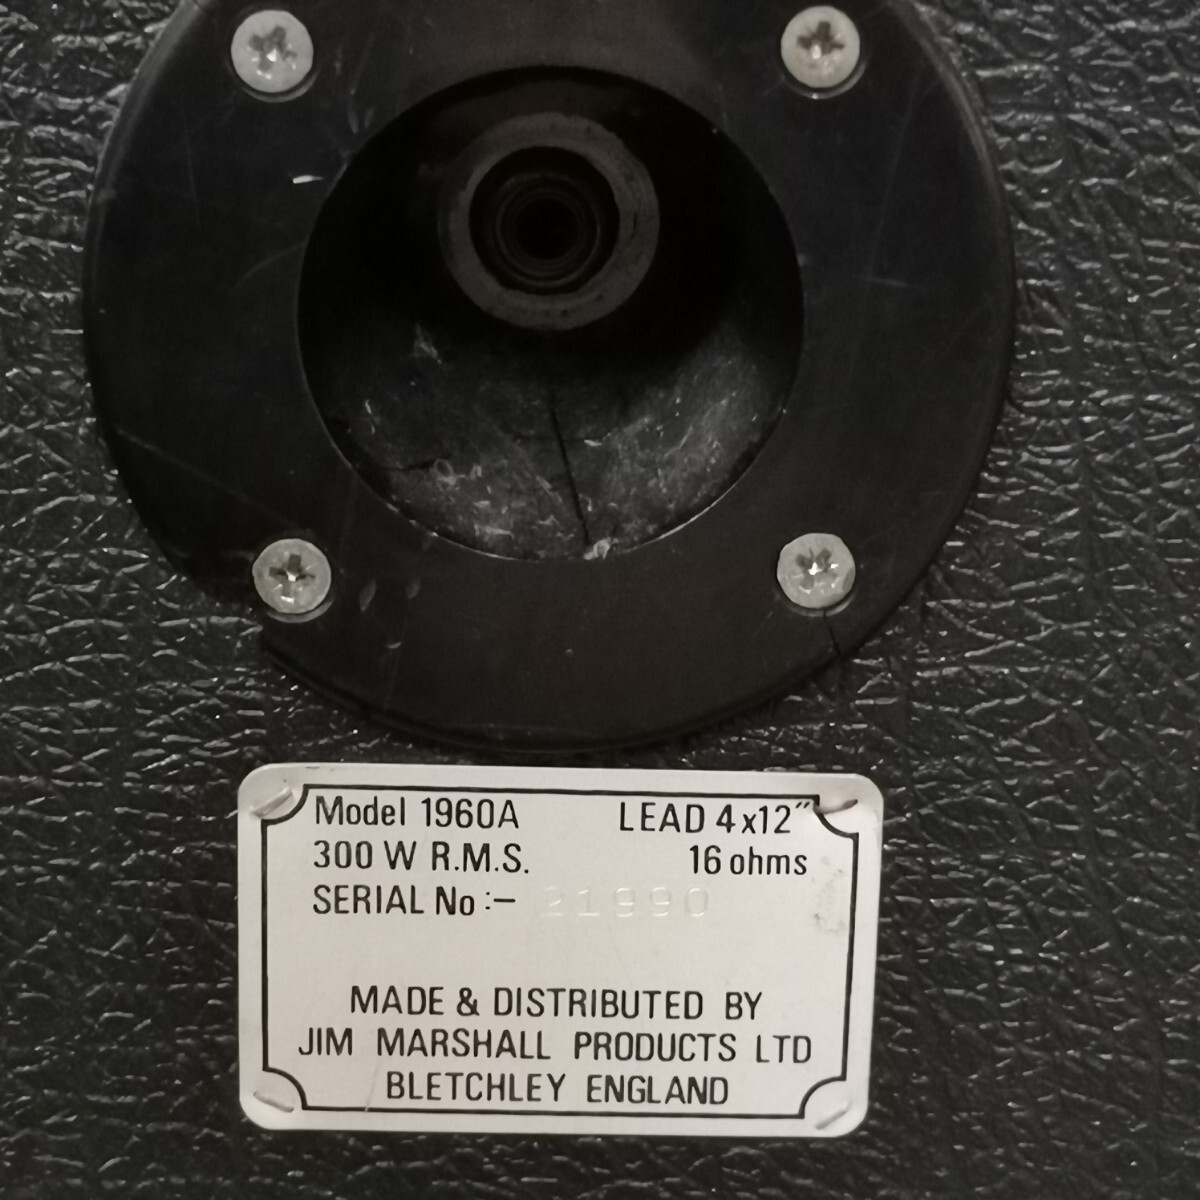 Model 1960A LEAD 4x12"
300 W R.M.S. 16 ohms
SERIAL No :- 21990
MADE & DISTRIBUTED BY
JIM MARSHALL PRODUCTS LTD
BLETCHLEY ENGLAND